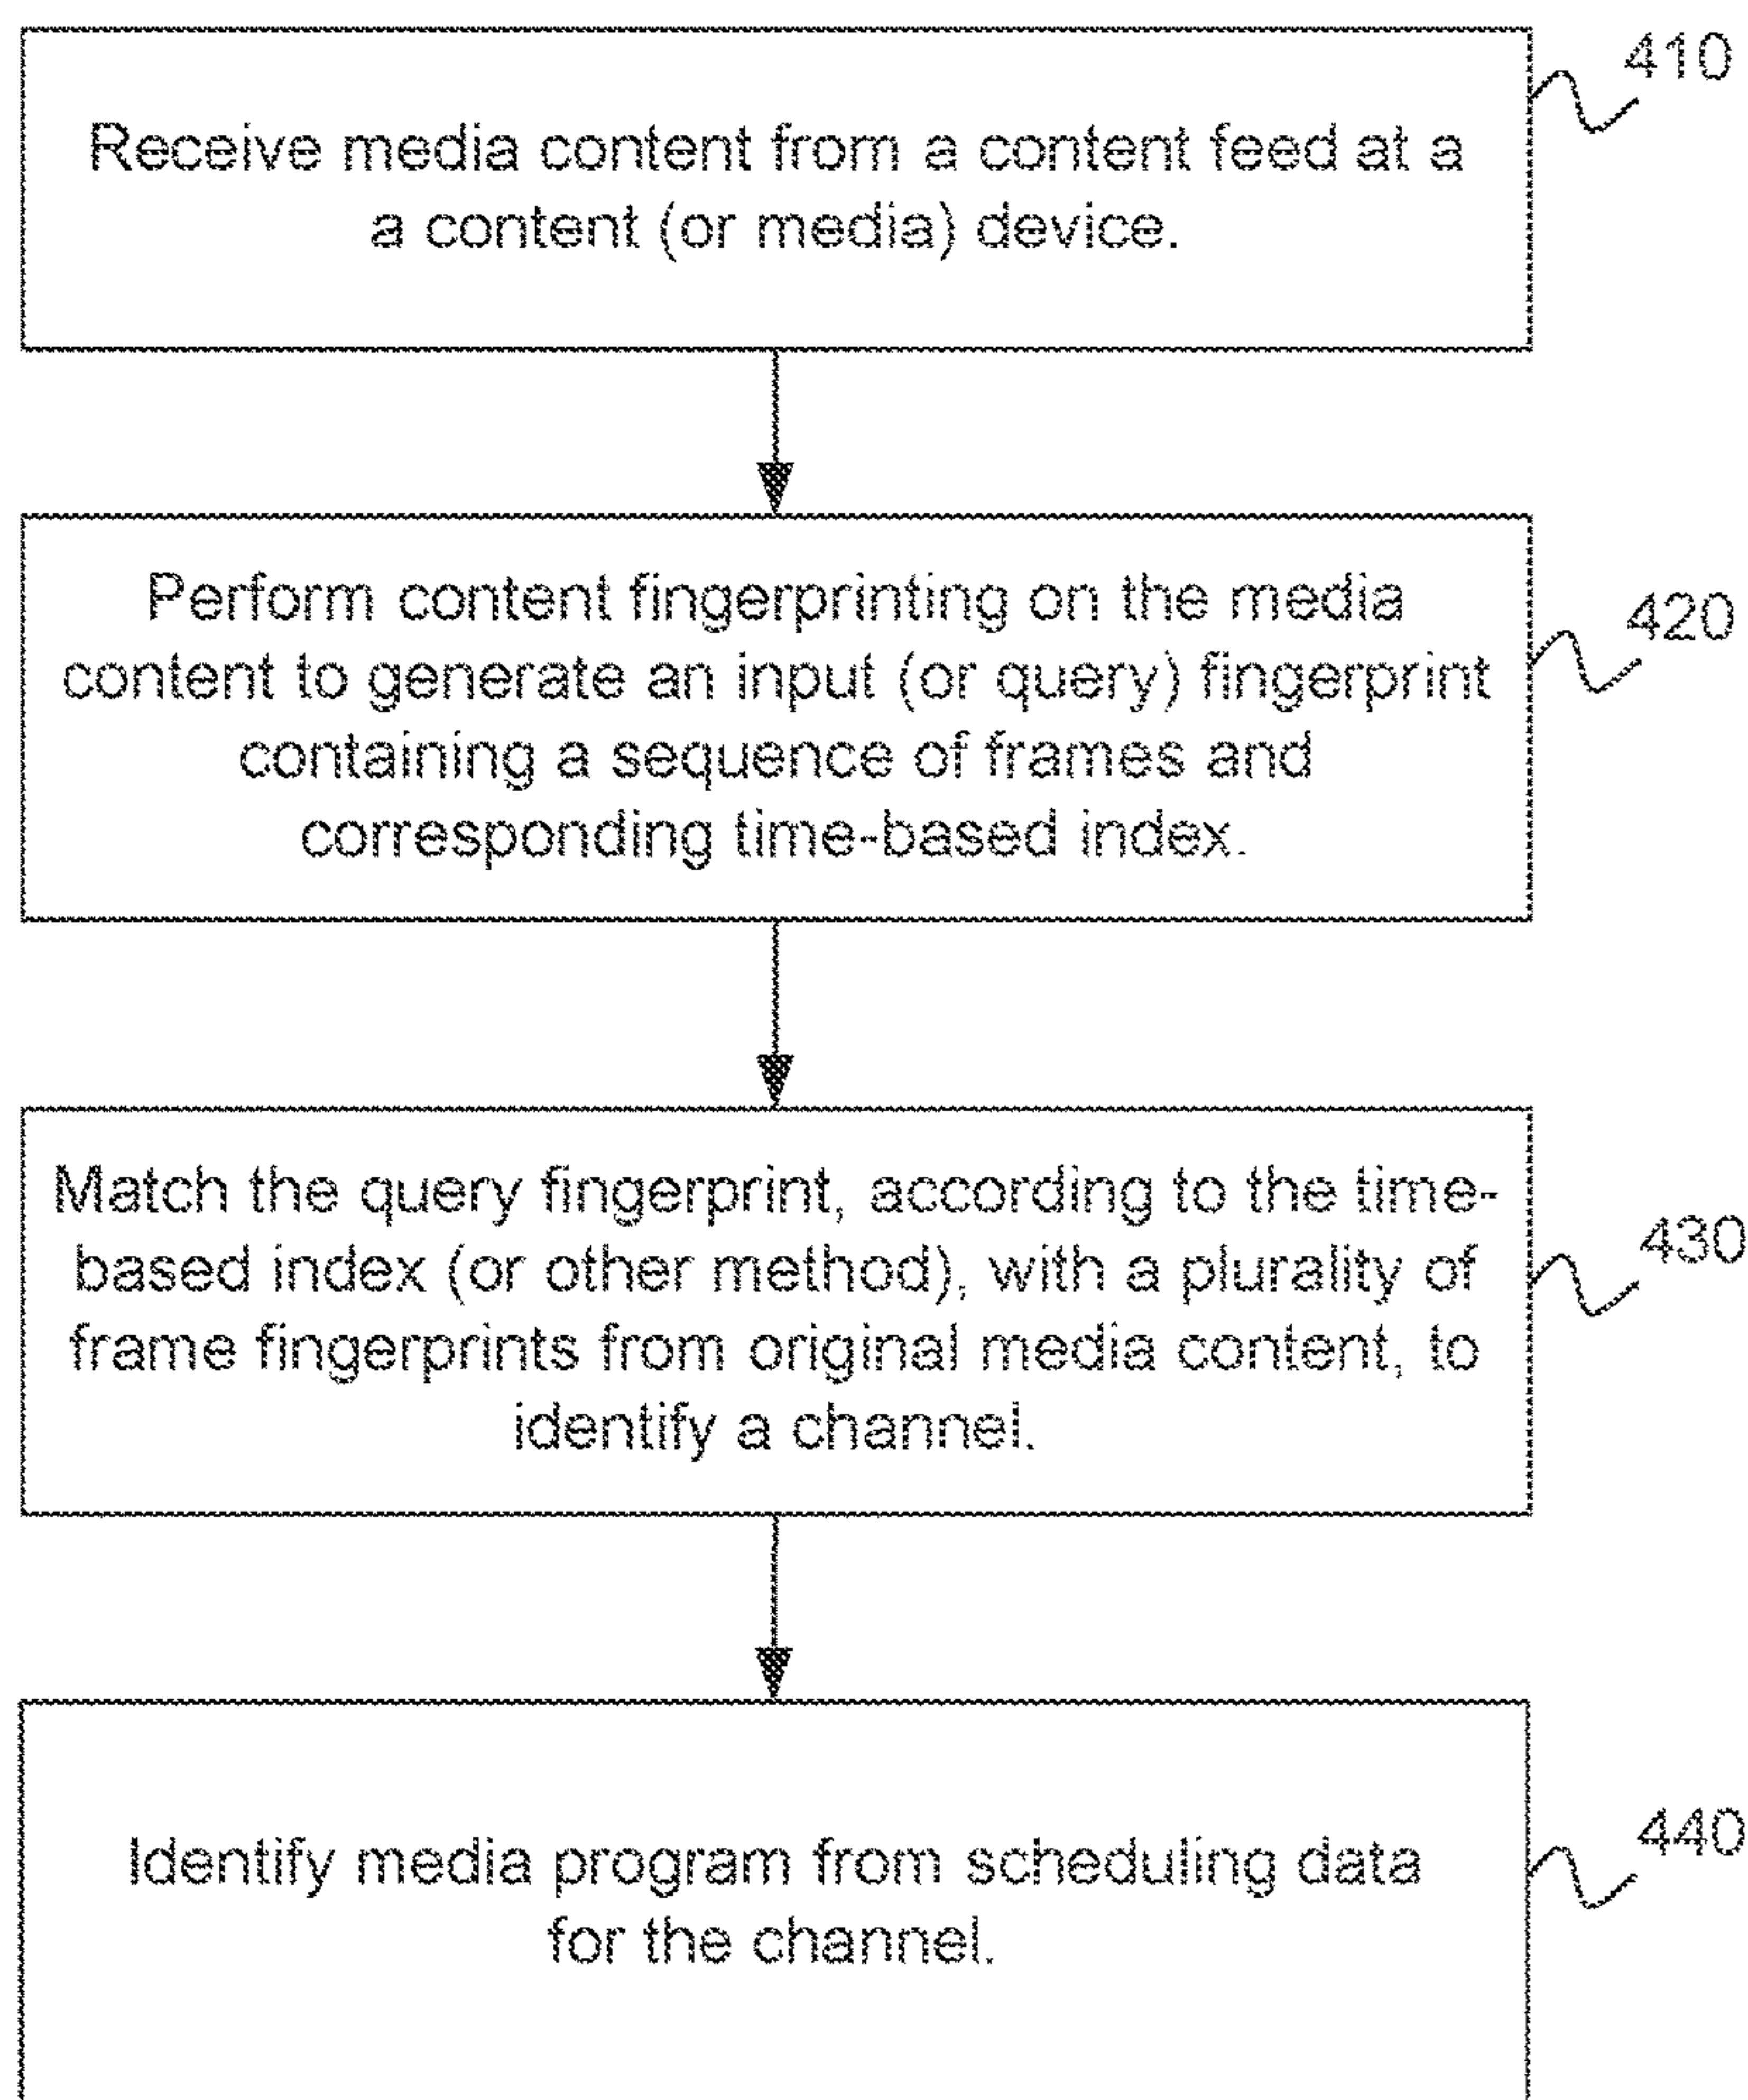 410
Receive media content from a content feed at a
a content (or media) device.
420
Perform content fingerprinting on the media
content to generate an input (or query) fingerprint
containing a sequence of frames and
corresponding time-based index.
430
Match the query fingerprint, according to the time-
based index (or other method), with a plurality of
frame fingerprints from original media content, to
identify a channel.
440
Identify media program from scheduling data
for the channel.